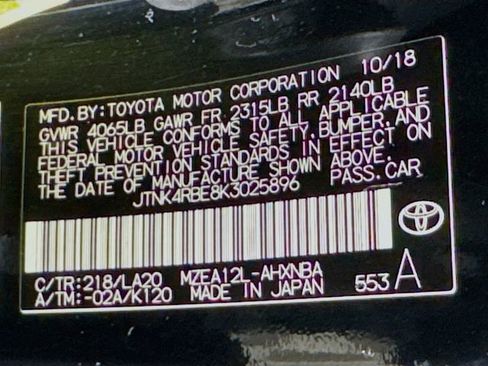 MFD. BY: TOYOTA MOTOR CORPORATION 10/18
GVWR 4065LB GAWR FR 2315LB RR 2140LB
THIS VEHICLE CONFORMS TO ALL APPLICABLE
FEDERAL MOTOR VEHICLE SAFETY, BUMPER, AND
THEFT PREVENTION STANDARDS IN EFFECT ON
THE DATE OF MANUFACTURE SHOWN ABOVE.
JTNK4RBE8K3025896 PASS. CAR
C/TR: 218/LA20 MZEA12L-AHXNBA
A/TM: -02A/K120 MADE IN JAPAN 553 A